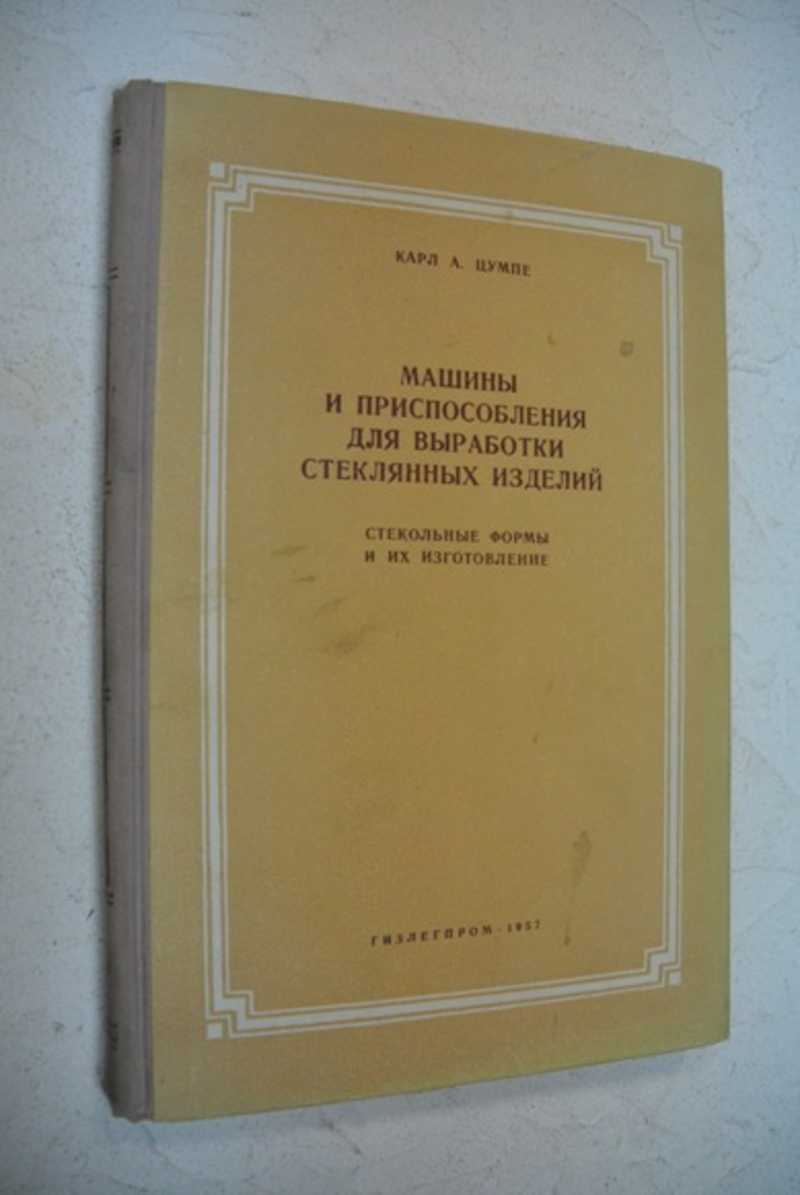 КАРЛ А. ЦУМПЕ
МАШИНЫ
И ПРИСПОСОБЛЕНИЯ
ДЛЯ ВЫРАБОТКИ
СТЕКЛЯННЫХ ИЗДЕЛИЙ
СТЕКОЛЬНЫЕ ФОРМЫ
И ИХ ИЗГОТОВЛЕНИЕ
ГИЗЛЕГПРОМ - 1957